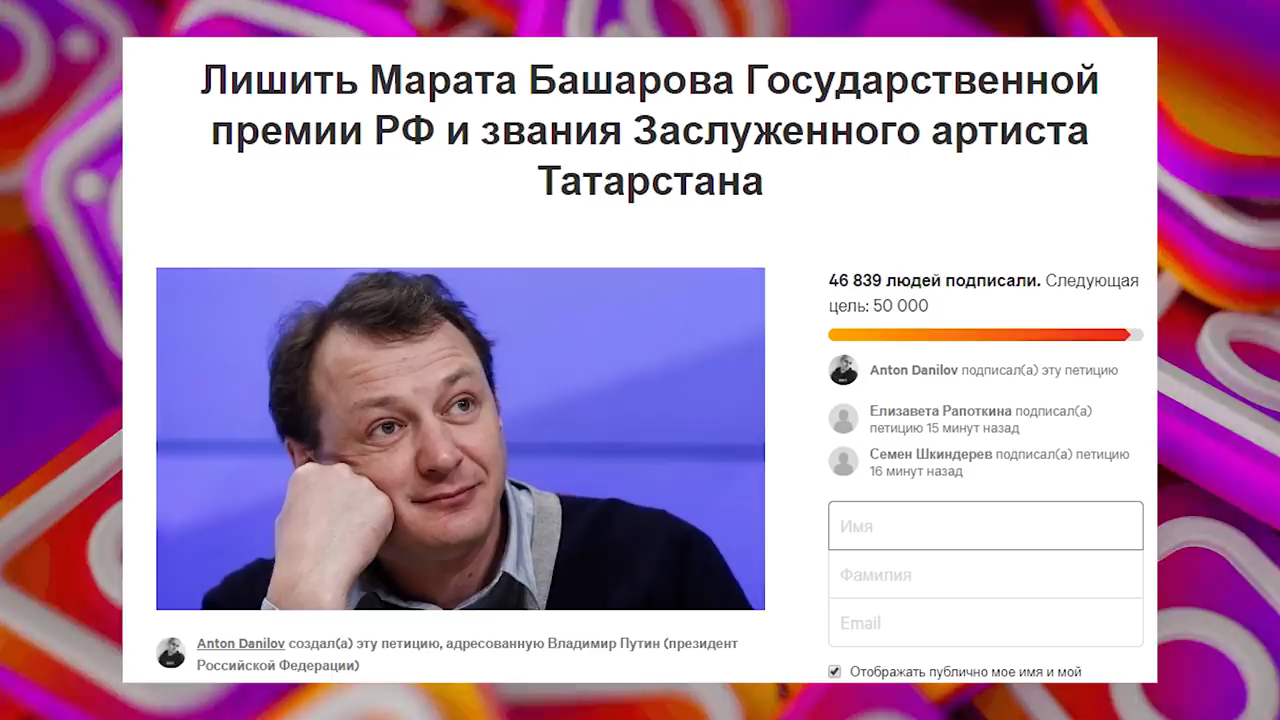 Лишить Марата Башарова Государственной
премии РФ и звания Заслуженного артиста
Татарстана
46 839 людей подписали. Следующая
цель: 50 000
Anton Danilov подписал(а) эту петицию
Елизавета Рапоткина подписал(а)
петицию 15 минут назад
Семен Шкиндерев подписал(а) петицию
16 минут назад
Имя
Фамилия
Email
Отображать публично мое имя и мой
Anton Danilov создал(а) эту петицию, адресованную Владимир Путин (президент
Российской Федерации)